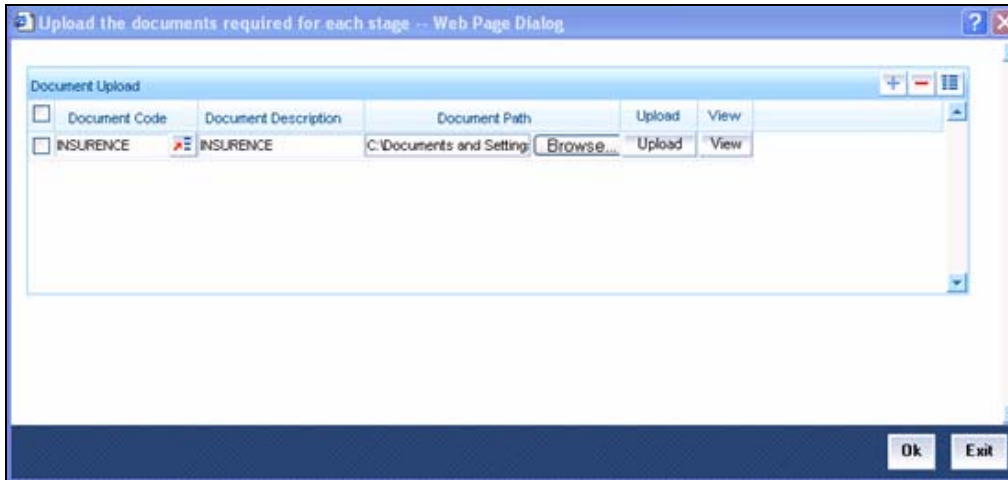 Upload the documents required for each stage -- Web Page Dialog
Document Upload
Document Code Document Description Document Path Upload View
INSURENCE INSURENCE C:\Documents and Setting Browse... Upload View
Ok Exit